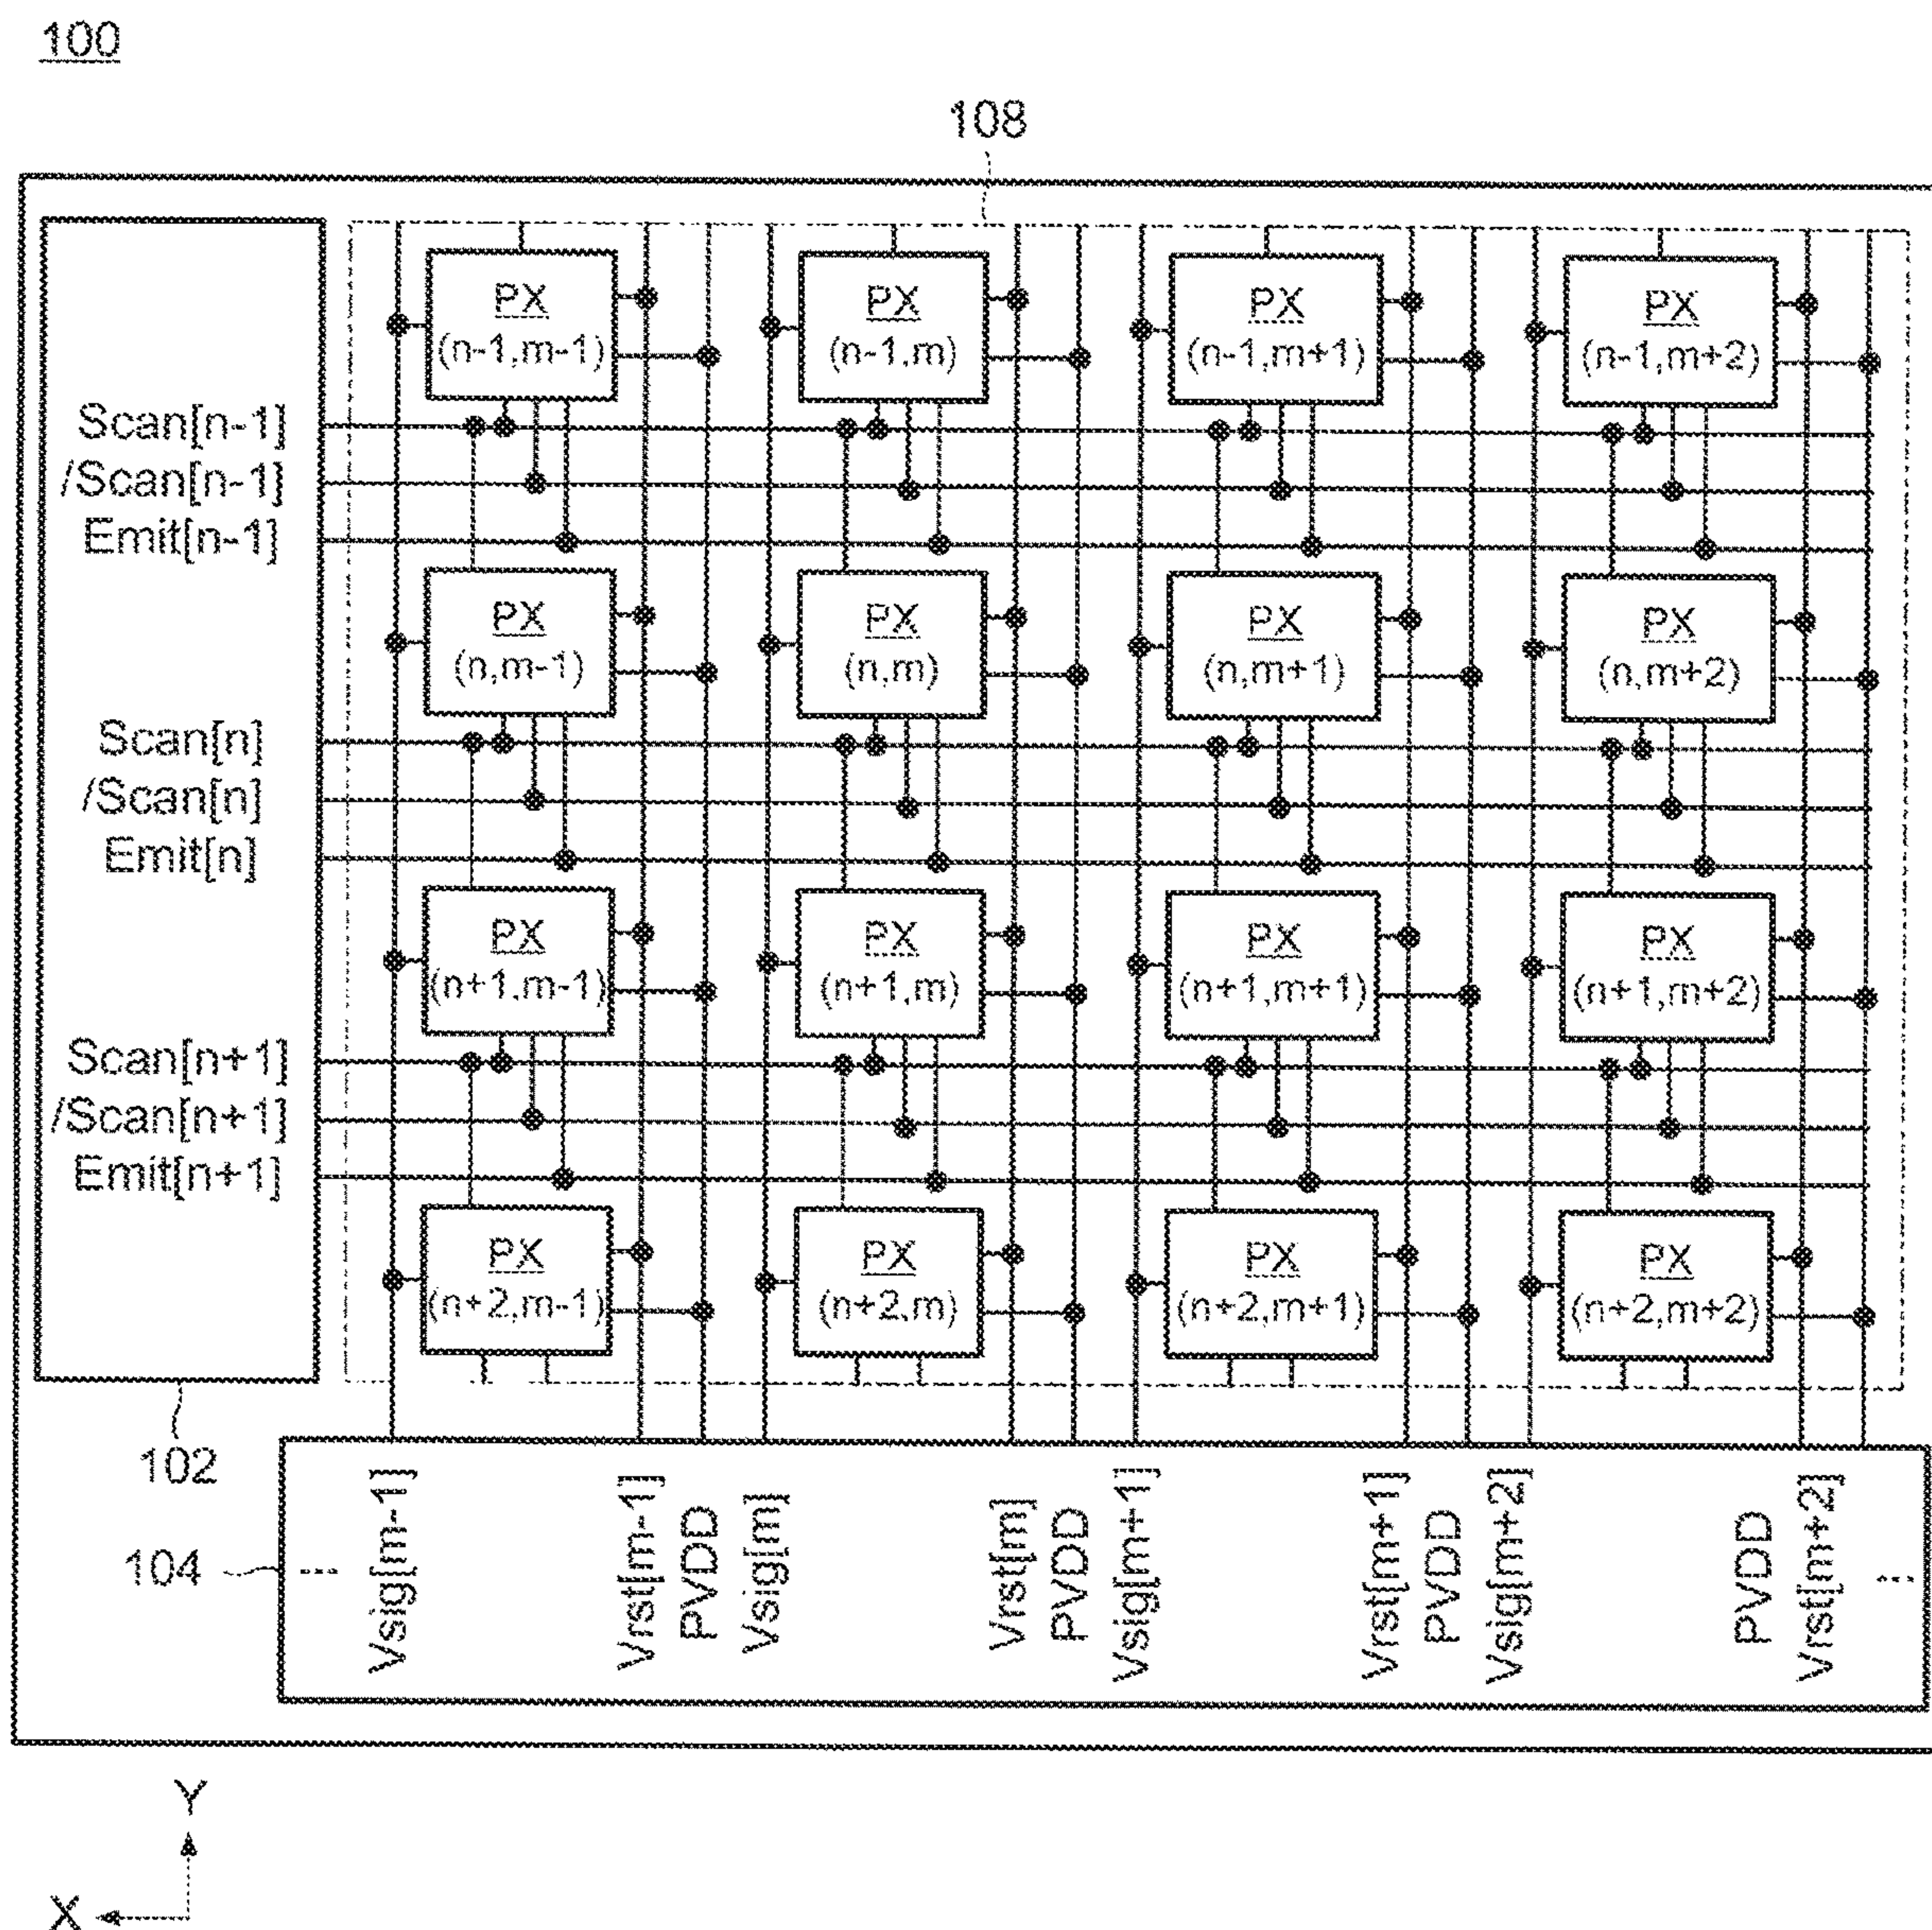 100
108
PX PX PX PX
(n-1,m-1) (n-1,m) (n-1,m+1) (n-1,m+2)
Scan[n-1]
/Scan[n-1]
Emit[n-1]
PX PX PX PX
(n,m-1) (n,m) (n,m+1) (n,m+2)
Scan[n]
/Scan[n]
Emit[n]
PX PX PX PX
(n+1,m-1) (n+1,m) (n+1,m+1) (n+1,m+2)
Scan[n+1]
/Scan[n+1]
Emit[n+1]
PX PX PX PX
(n+2,m-1) (n+2,m) (n+2,m+1) (n+2,m+2)
102
104
Vsig[m-1]
Vrst[m-1]
PVDD
Vsig[m]
Vrst[m]
PVDD
Vsig[m+1]
Vrst[m+1]
PVDD
Vsig[m+2]
PVDD
Vrst[m+2]
Y
X